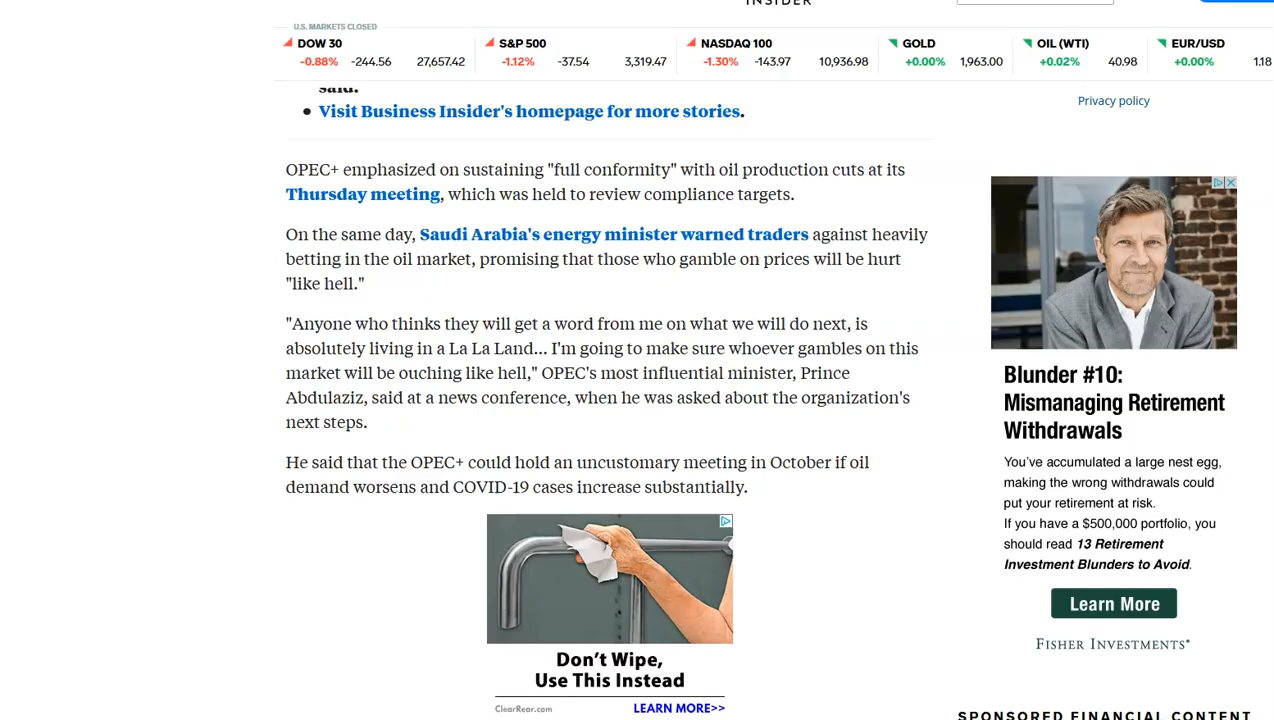 INSIDER
U.S. MARKETS CLOSED
DOW 30
-0.88% -244.56 27,657.42
S&P 500
-1.12% -37.54 3,319.47
NASDAQ 100
-1.30% -143.97 10,936.98
GOLD
+0.00% 1,963.00
OIL (WTI)
+0.02% 40.98
EUR/USD
+0.00% 1.18
said.
• Visit Business Insider's homepage for more stories.
Privacy policy
OPEC+ emphasized on sustaining "full conformity" with oil production cuts at its
Thursday meeting, which was held to review compliance targets.
On the same day, Saudi Arabia's energy minister warned traders against heavily
betting in the oil market, promising that those who gamble on prices will be hurt
"like hell."
"Anyone who thinks they will get a word from me on what we will do next, is
absolutely living in a La La Land... I'm going to make sure whoever gambles on this
market will be ouching like hell," OPEC's most influential minister, Prince
Abdulaziz, said at a news conference, when he was asked about the organization's
next steps.
He said that the OPEC+ could hold an uncustomary meeting in October if oil
demand worsens and COVID-19 cases increase substantially.
Don't Wipe,
Use This Instead
ClearRear.com LEARN MORE>>
Blunder #10:
Mismanaging Retirement
Withdrawals
You've accumulated a large nest egg,
making the wrong withdrawals could
put your retirement at risk.
If you have a $500,000 portfolio, you
should read 13 Retirement
Investment Blunders to Avoid.
Learn More
FISHER INVESTMENTS®
SPONSORED FINANCIAL CONTENT